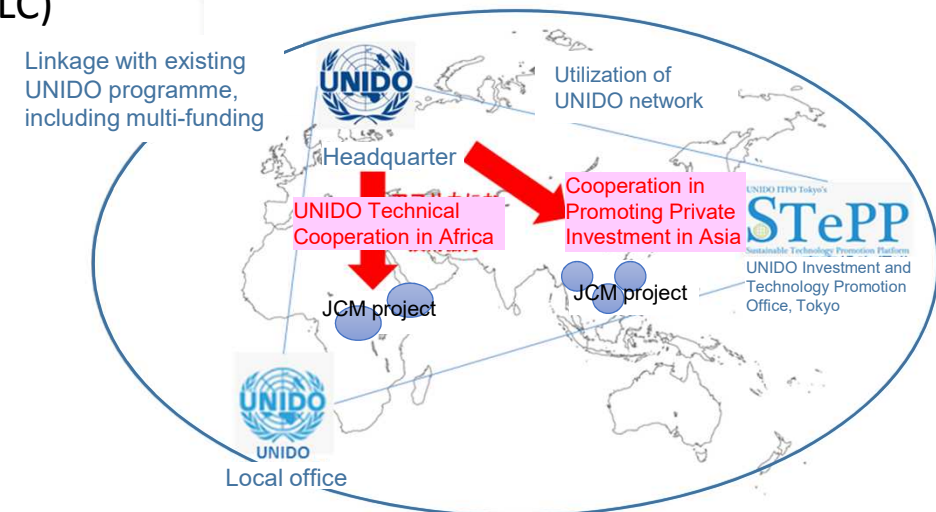 LC)
Linkage with existing
UNIDO programme,
including multi-funding
UNIDO
Utilization of
UNIDO network
Headquarter
UNIDO Technical
Cooperation in Africa
Cooperation in
Promoting Private
Investment in Asia
UNIDO ITPO Tokyo's
STePP
Sustainable Technology Promotion Platform
UNIDO Investment and
Technology Promotion
Office, Tokyo
JCM project
JCM project
UNIDO
UNIDO
Local office